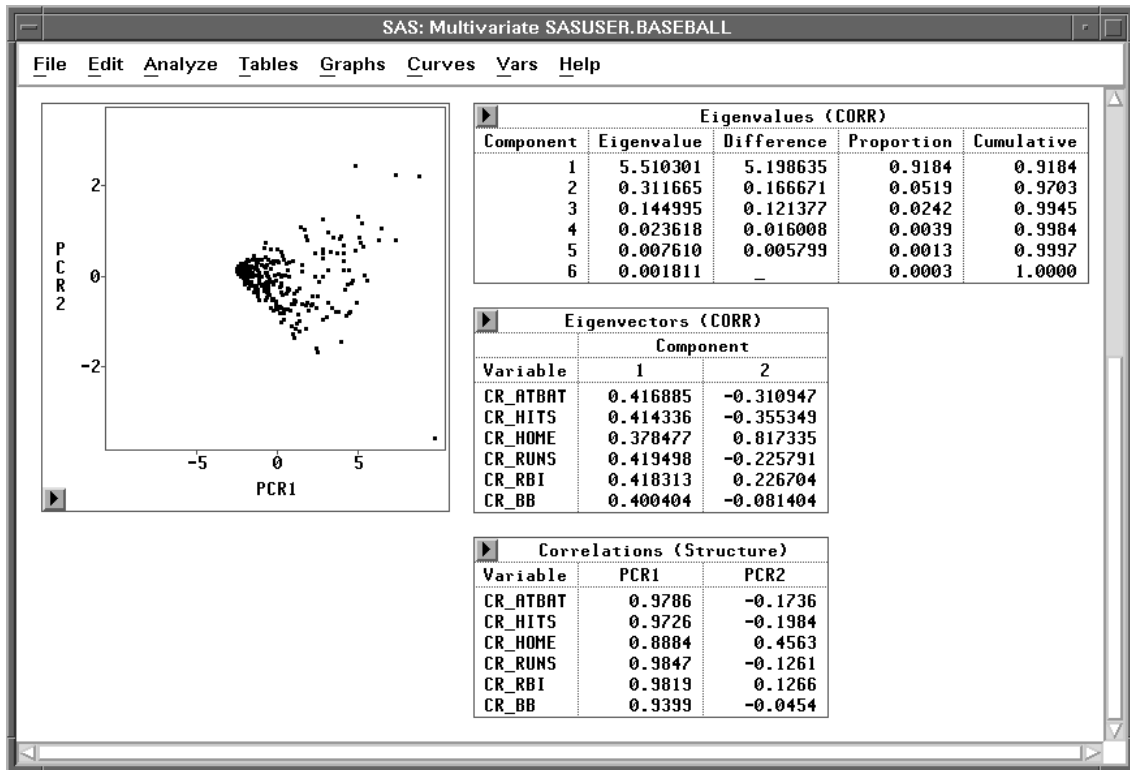 SAS: Multivariate SASUSER.BASEBALL
File Edit Analyze Tables Graphs Curves Vars Help
2
0
-2
PCR2
-5 0 5
PCR1
Eigenvalues (CORR)
Component Eigenvalue Difference Proportion Cumulative
1 5.510301 5.198635 0.9184 0.9184
2 0.311665 0.166671 0.0519 0.9703
3 0.144995 0.121377 0.0242 0.9945
4 0.023618 0.016008 0.0039 0.9984
5 0.007610 0.005799 0.0013 0.9997
6 0.001811 _ 0.0003 1.0000
Eigenvectors (CORR)
Component
Variable 1 2
CR_ATBAT 0.416885 -0.310947
CR_HITS 0.414336 -0.355349
CR_HOME 0.378477 0.817335
CR_RUNS 0.419498 -0.225791
CR_RBI 0.418313 0.226704
CR_BB 0.400404 -0.081404
Correlations (Structure)
Variable PCR1 PCR2
CR_ATBAT 0.9786 -0.1736
CR_HITS 0.9726 -0.1984
CR_HOME 0.8884 0.4563
CR_RUNS 0.9847 -0.1261
CR_RBI 0.9819 0.1266
CR_BB 0.9399 -0.0454